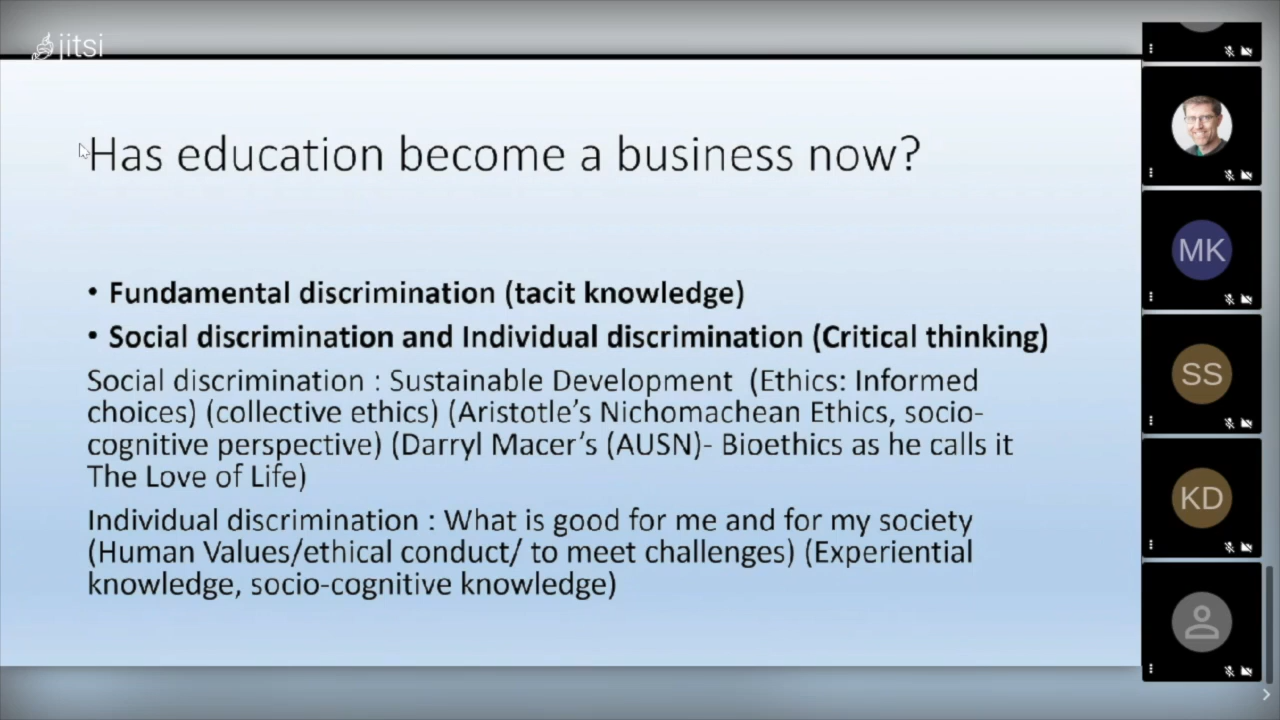 jitsi
Has education become a business now?
• Fundamental discrimination (tacit knowledge)
• Social discrimination and Individual discrimination (Critical thinking)
Social discrimination : Sustainable Development (Ethics: Informed
choices) (collective ethics) (Aristotle’s Nichomachean Ethics, socio-
cognitive perspective) (Darryl Macer’s (AUSN)- Bioethics as he calls it
The Love of Life)
Individual discrimination : What is good for me and for my society
(Human Values/ethical conduct/ to meet challenges) (Experiential
knowledge, socio-cognitive knowledge)
MK
SS
KD